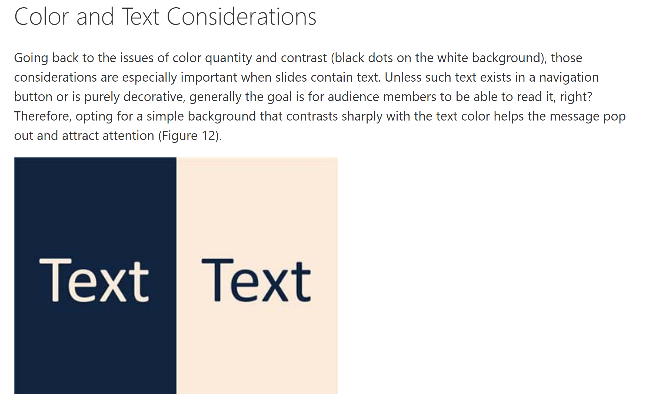 Color and Text Considerations
Going back to the issues of color quantity and contrast (black dots on the white background), those
considerations are especially important when slides contain text. Unless such text exists in a navigation
button or is purely decorative, generally the goal is for audience members to be able to read it, right?
Therefore, opting for a simple background that contrasts sharply with the text color helps the message pop
out and attract attention (Figure 12).
Text Text